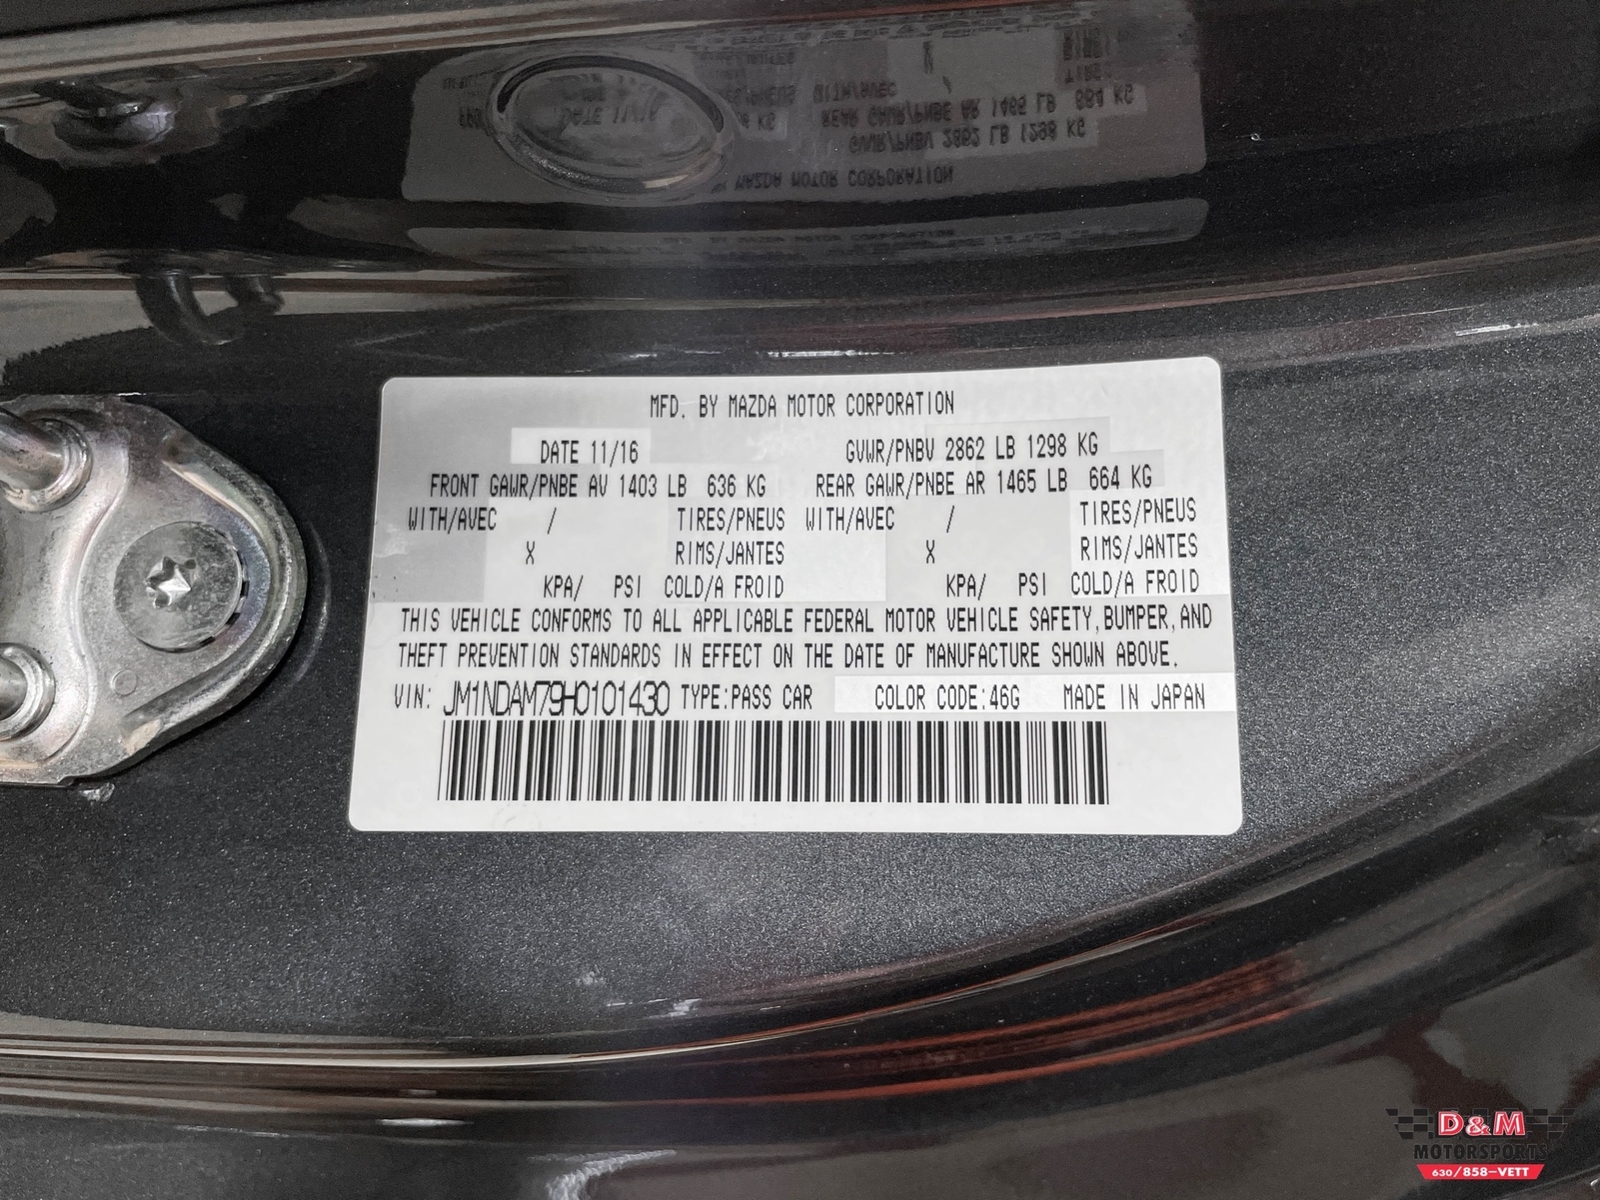 MFD. BY MAZDA MOTOR CORPORATION
DATE 11/16 GVWR/PNBV 2862 LB 1298 KG
FRONT GAWR/PNBE AV 1403 LB 636 KG REAR GAWR/PNBE AR 1465 LB 664 KG
WITH/AVEC / TIRES/PNEUS WITH/AVEC / TIRES/PNEUS
X RIMS/JANTES X RIMS/JANTES
KPA/ PSI COLD/A FROID KPA/ PSI COLD/A FROID
THIS VEHICLE CONFORMS TO ALL APPLICABLE FEDERAL MOTOR VEHICLE SAFETY, BUMPER, AND
THEFT PREVENTION STANDARDS IN EFFECT ON THE DATE OF MANUFACTURE SHOWN ABOVE.
VIN: JM1NDAM79H0101430 TYPE:PASS CAR COLOR CODE:46G MADE IN JAPAN
D&M
MOTORSPORTS
630/858-VETT